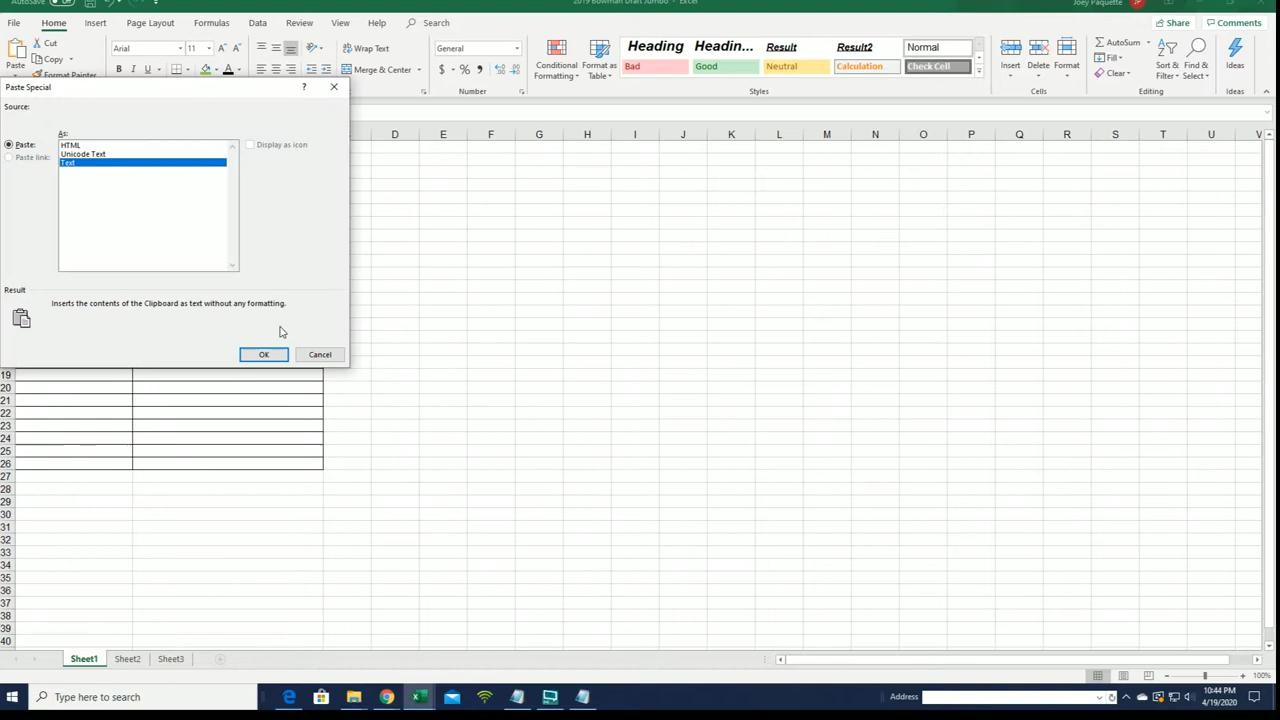 AutoSave
2019 Bowman Draft Jumbo - Excel
Joey Paquette JP
File Home Insert Page Layout Formulas Data Review View Help Search Share Comments
Cut Arial 11 A A Wrap Text General Heading Headin... Result Result2 Normal AutoSum
Copy Fill
Paste Format Painter B I U A Merge & Center $ % , Conditional Formatting Format as Table Bad Good Neutral Calculation Check Cell Insert Delete Format Clear Sort & Filter Find & Select Ideas
Number Styles Cells Editing Ideas
Paste Special ? ×
Source:
As:
Paste: HTML Display as icon
Paste link: Unicode Text
Text
Result
Inserts the contents of the Clipboard as text without any formatting.
OK Cancel
D E F G H I J K L M N O P Q R S T U V
19
20
21
22
23
24
25
26
27
28
29
30
31
32
33
34
35
36
37
38
39
40
Sheet1 Sheet2 Sheet3
100%
Type here to search Address 10:44 PM
4/19/2020